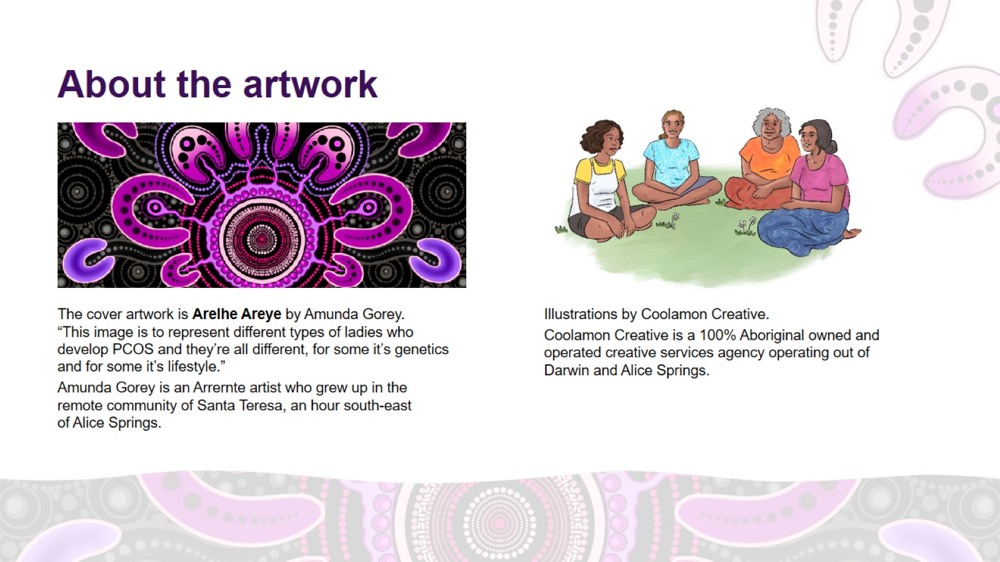 About the artwork
The cover artwork is Arelhe Areye by Amunda Gorey.
“This image is to represent different types of ladies who
develop PCOS and they’re all different, for some it’s genetics
and for some it’s lifestyle.”
Amunda Gorey is an Arrernte artist who grew up in the
remote community of Santa Teresa, an hour south-east
of Alice Springs.
Illustrations by Coolamon Creative.
Coolamon Creative is a 100% Aboriginal owned and
operated creative services agency operating out of
Darwin and Alice Springs.